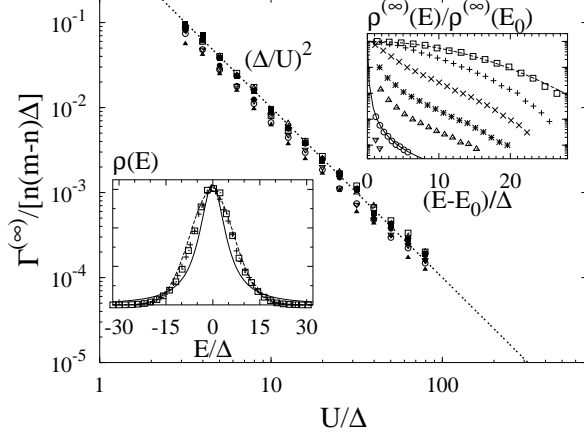 10^{-1}
10^{-2}
10^{-3}
10^{-4}
10^{-5}
Γ^{(∞)}/[n(m-n)Δ]
1 10 100
U/Δ
(Δ/U)^2
ρ^{(∞)}(E)/ρ^{(∞)}(E_0)
0 10 20
(E-E_0)/Δ
ρ(E)
-30 -15 0 15 30
E/Δ